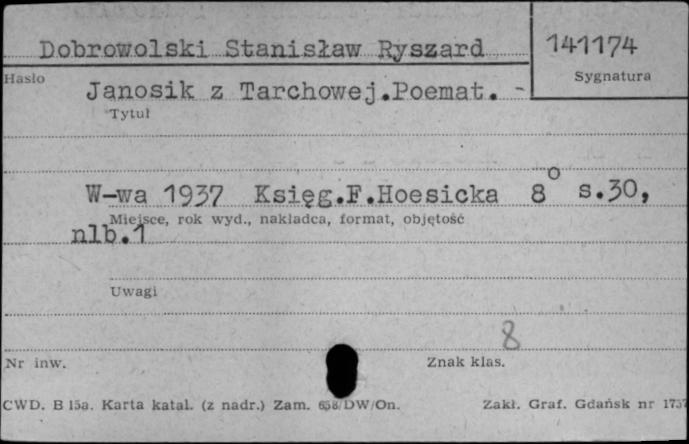 Dobrowolski Stanisław Ryszard 141174
Hasło Sygnatura
Janosik z Tarchowej.Poemat. -
Tytuł
W-wa 1937 Księg.F.Hoesicka 8° s.30,
Miejsce, rok wyd., nakładca, format, objętość
nlb.1
Uwagi
8
Nr inw. Znak klas.
CWD. B 15a. Karta katal. (z nadr.) Zam. 658/DW/On. Zakł. Graf. Gdańsk nr